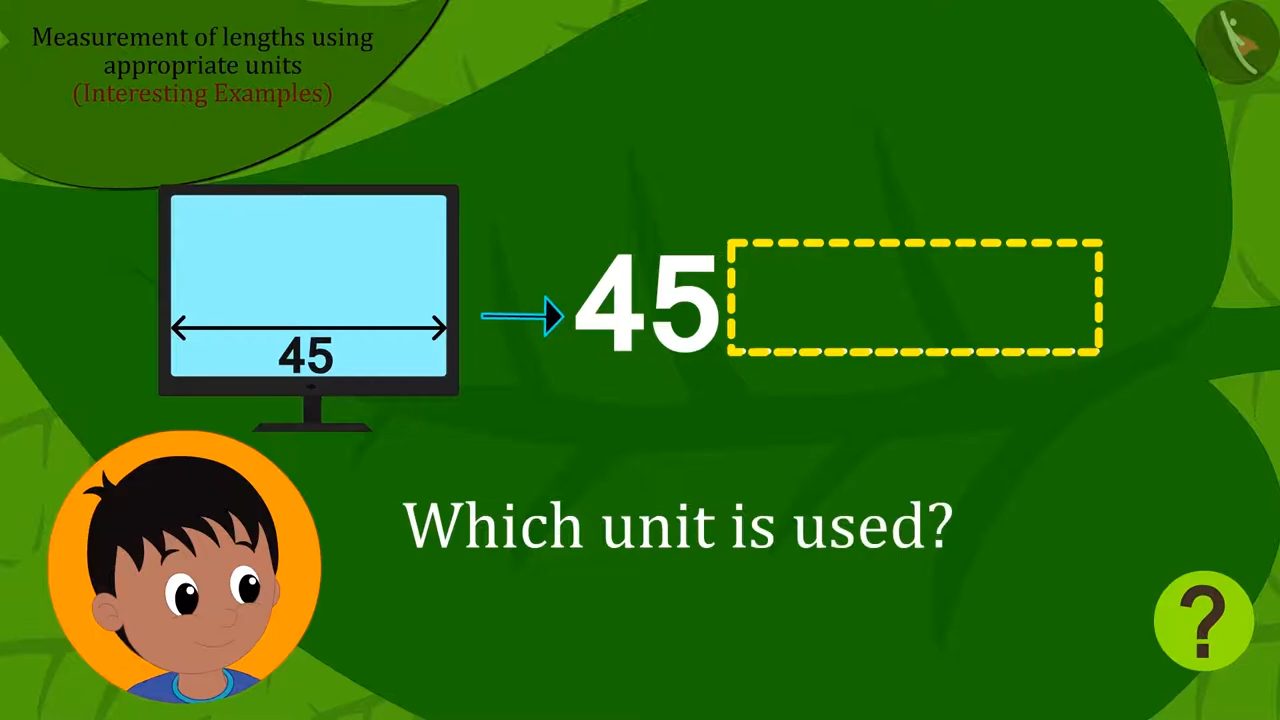 Measurement of lengths using
appropriate units
(Interesting Examples)
45
45
Which unit is used?
?